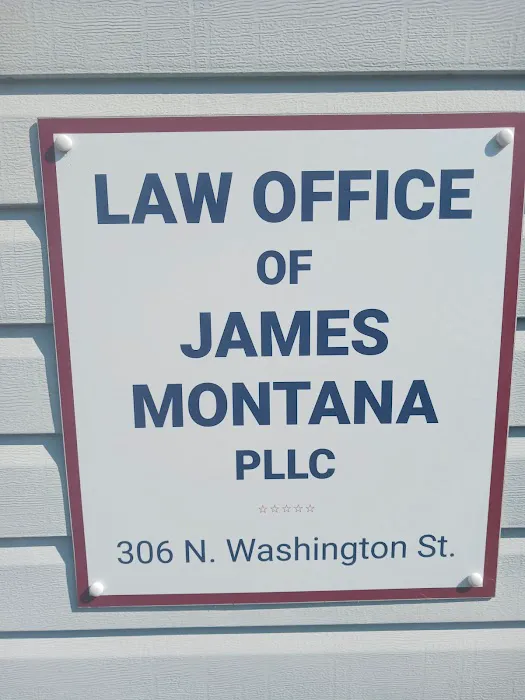 LAW OFFICE
OF
JAMES
MONTANA
PLLC
☆☆☆☆☆
306 N. Washington St.